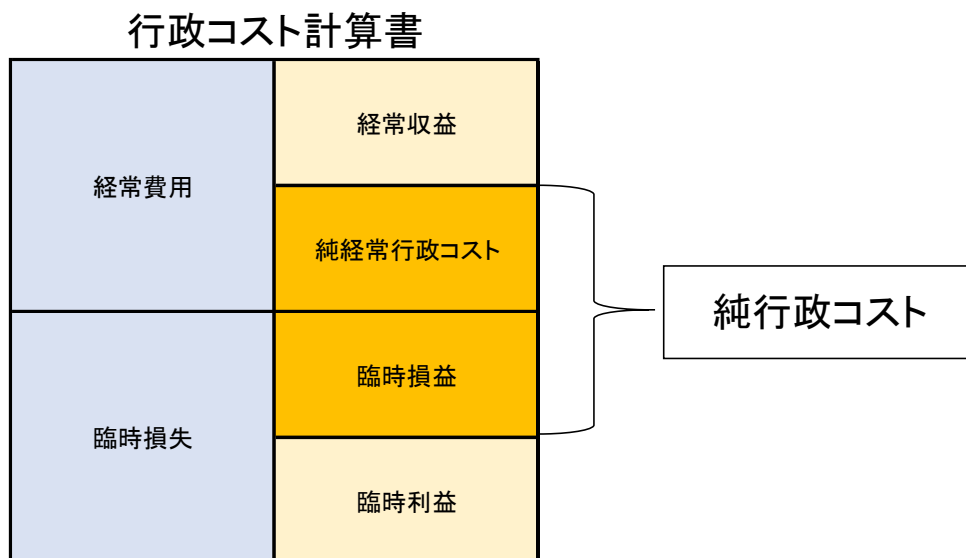 行政コスト計算書
経常費用
経常収益
純経常行政コスト
純行政コスト
臨時損失
臨時損益
臨時利益